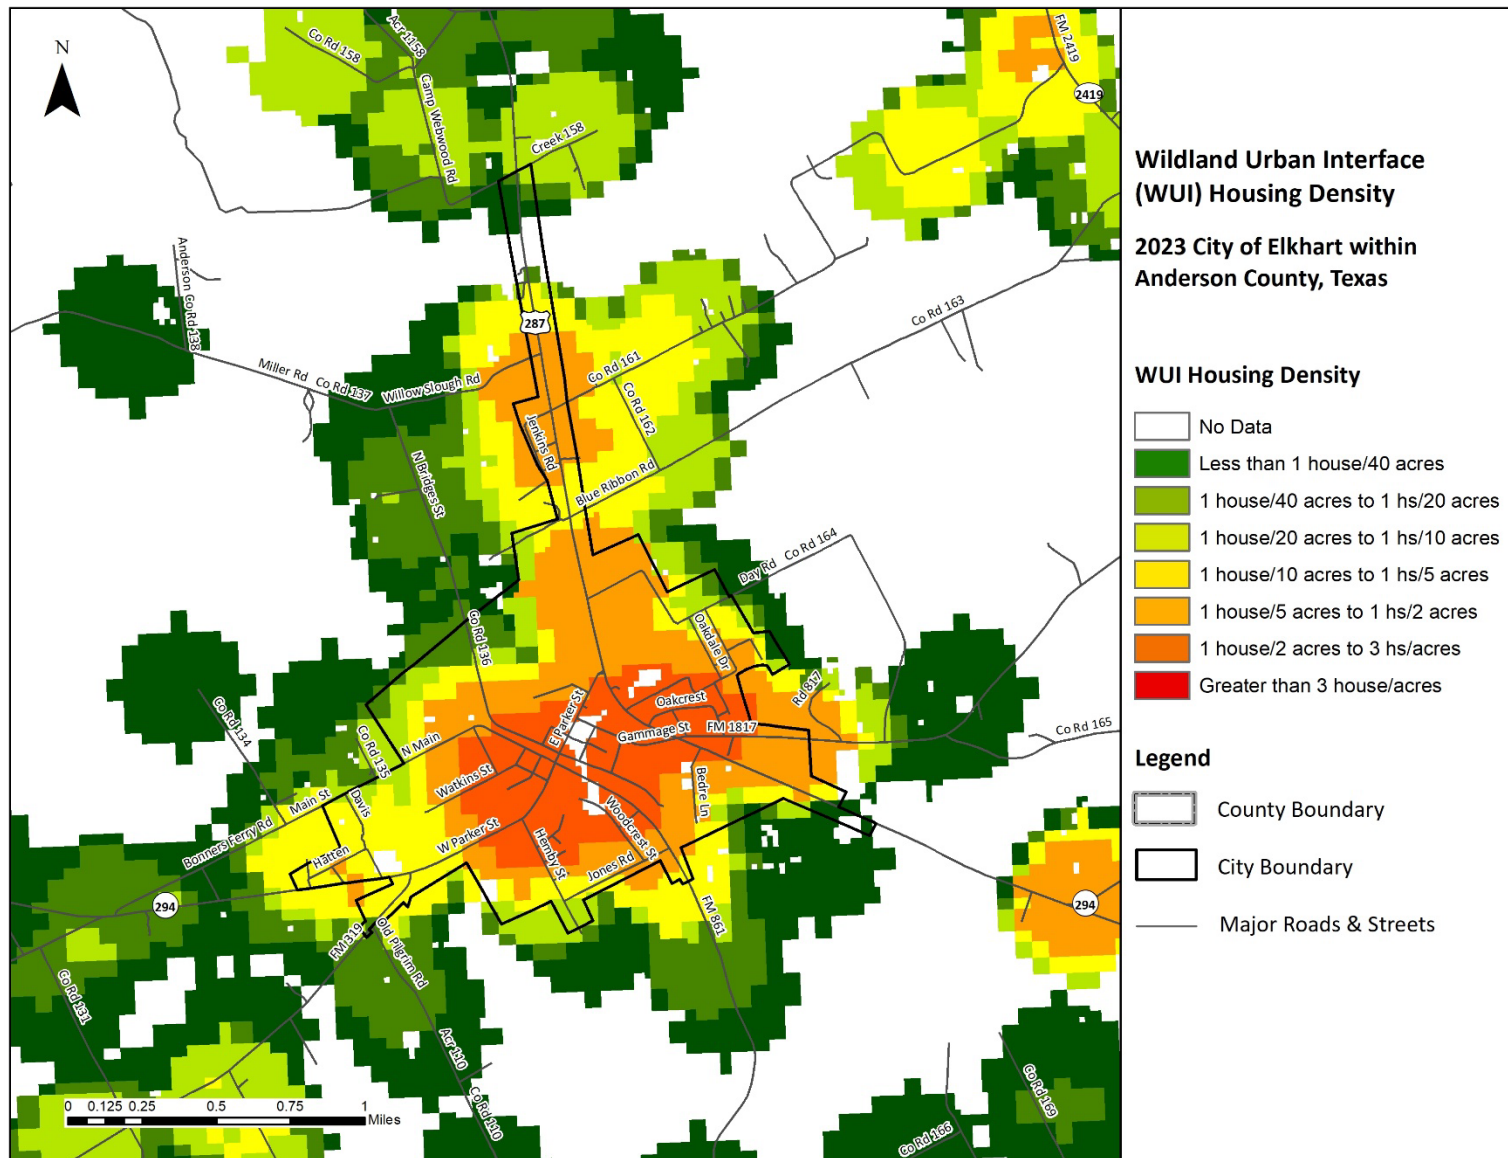 N
Co Rd 158
Acr 1158
Camp Webwood Rd
Creek 158
FM 2419
2419
Anderson Co Rd 138
287
Miller Rd
Co Rd 137
Willow Slough Rd
Co Rd 161
Co Rd 162
Co Rd 163
Jenkins Rd
N Bridges St
Blue Ribbon Rd
Day Rd
Co Rd 164
Oakdale Dr
Co Rd 136
Co Rd 134
Co Rd 135
N Main
E Parker St
Oakcrest
Rd 817
Gammage St
FM 1817
Co Rd 165
Watkins St
Bedre Ln
Main St
Davis
Bonners Ferry Rd
Hatten
W Parker St
Hemby St
Woodcrest St
Jones Rd
294
294
FM 319
Old Pilgrim Rd
FM 861
Co Rd 131
Acr 110
Co Rd 110
Co Rd 169
Co Rd 166
0 0.125 0.25 0.5 0.75 1
Miles
Wildland Urban Interface
(WUI) Housing Density
2023 City of Elkhart within
Anderson County, Texas
WUI Housing Density
No Data
Less than 1 house/40 acres
1 house/40 acres to 1 hs/20 acres
1 house/20 acres to 1 hs/10 acres
1 house/10 acres to 1 hs/5 acres
1 house/5 acres to 1 hs/2 acres
1 house/2 acres to 3 hs/acres
Greater than 3 house/acres
Legend
County Boundary
City Boundary
Major Roads & Streets